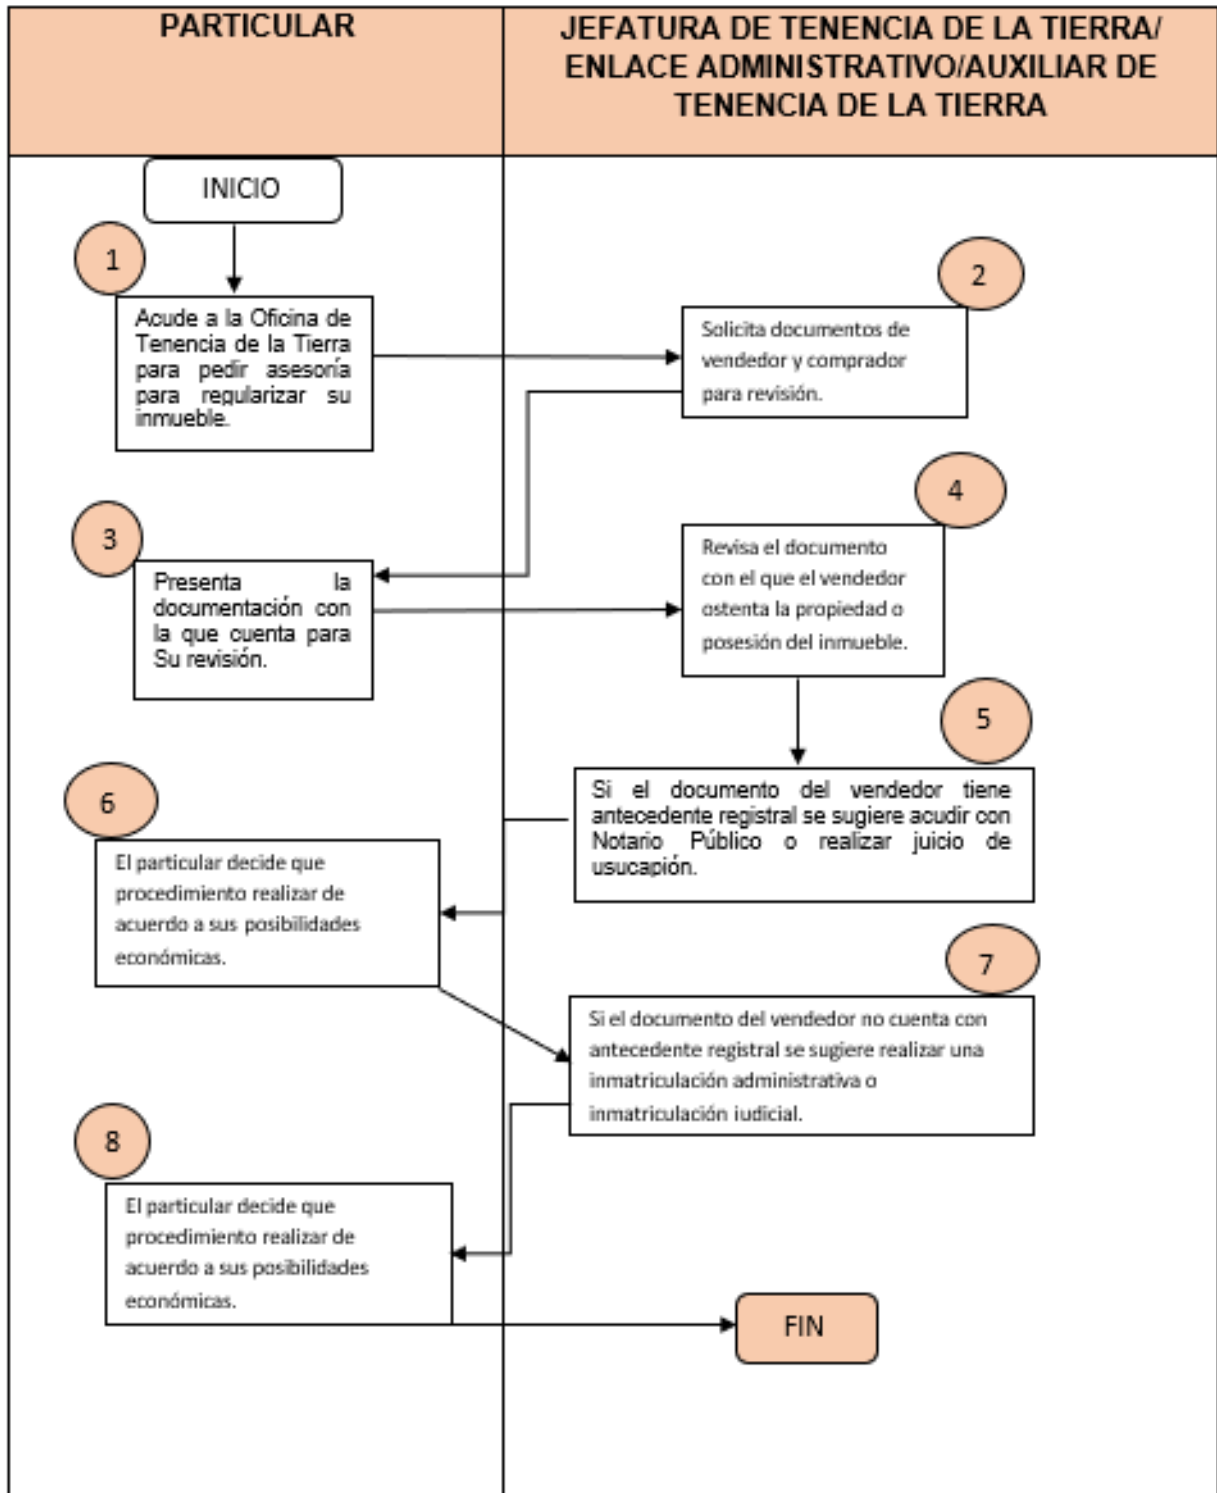 PARTICULAR
JEFATURA DE TENENCIA DE LA TIERRA/
ENLACE ADMINISTRATIVO/AUXILIAR DE
TENENCIA DE LA TIERRA
INICIO
1
Acude a la Oficina de
Tenencia de la Tierra
para pedir asesoría
para regularizar su
inmueble.
2
Solicita documentos de
vendedor y comprador
para revisión.
3
Presenta la
documentación con
la que cuenta para
Su revisión.
4
Revisa el documento
con el que el vendedor
ostenta la propiedad o
posesión del inmueble.
5
Si el documento del vendedor tiene
antecedente registral se sugiere acudir con
Notario Público o realizar juicio de
usucapión.
6
El particular decide que
procedimiento realizar de
acuerdo a sus posibilidades
económicas.
7
Si el documento del vendedor no cuenta con
antecedente registral se sugiere realizar una
inmatriculación administrativa o
inmatriculación judicial.
8
El particular decide que
procedimiento realizar de
acuerdo a sus posibilidades
económicas.
FIN